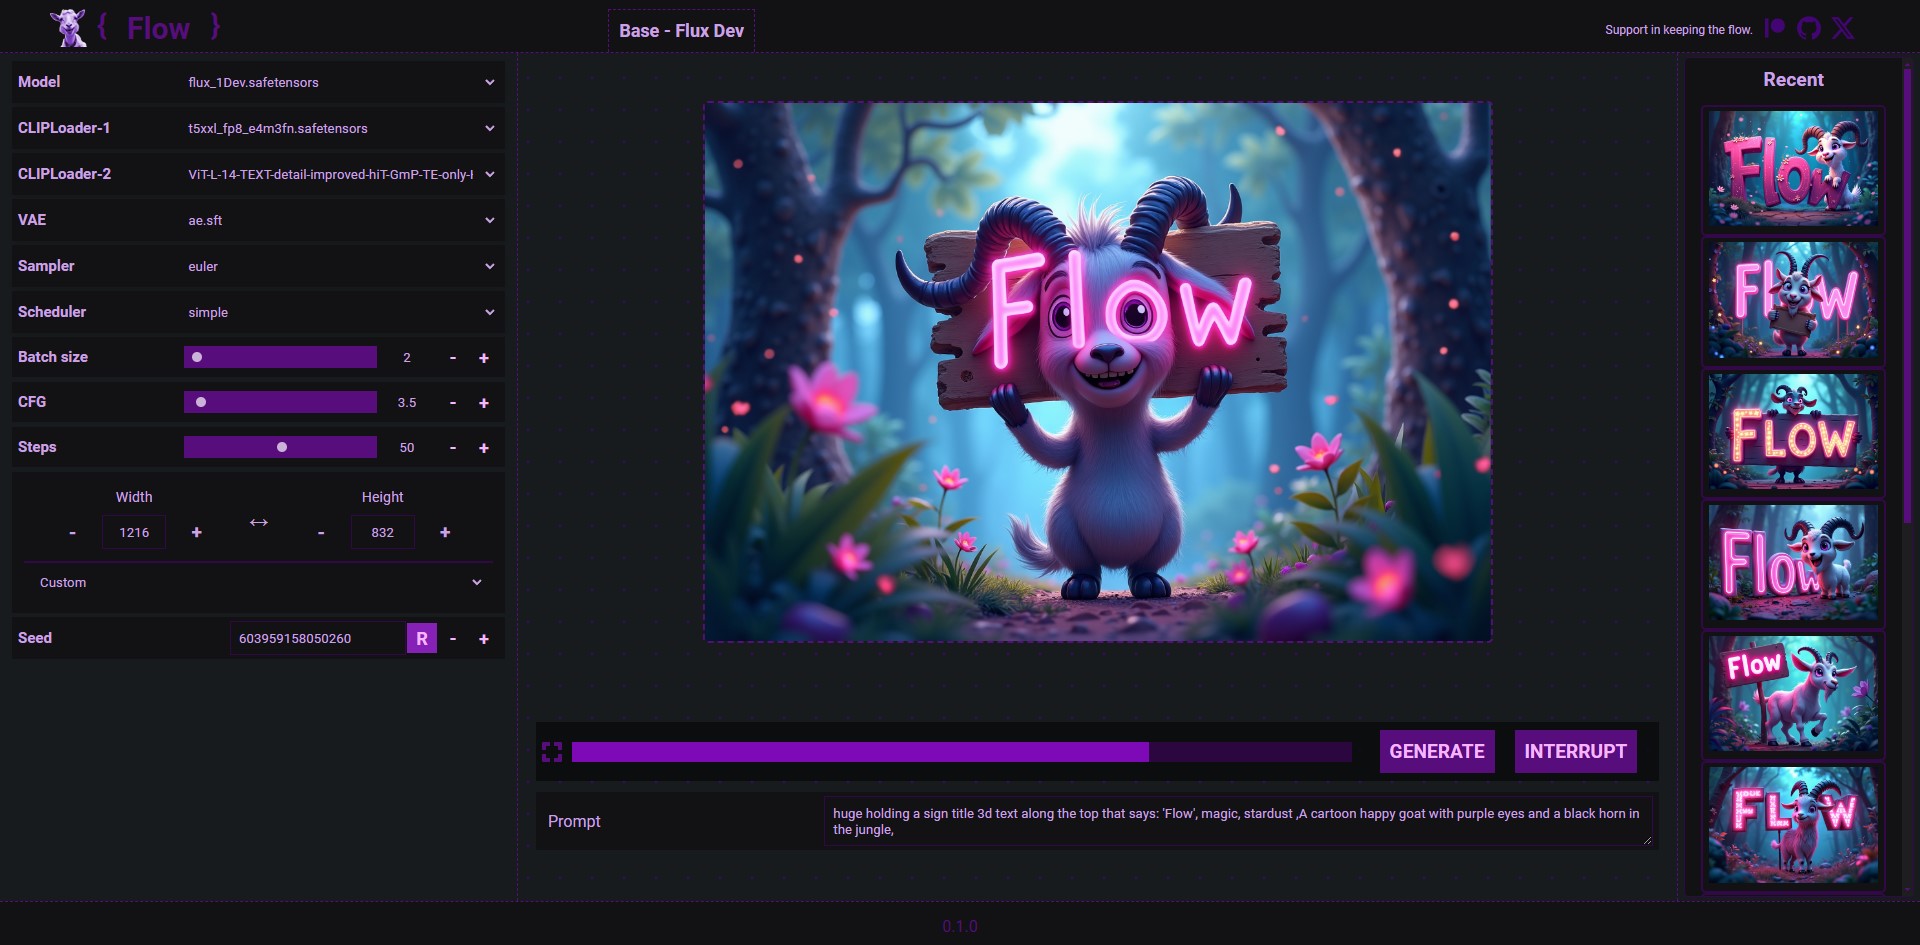 { Flow }
Base - Flux Dev
Support in keeping the flow.
Model
flux_1Dev.safetensors
CLIPLoader-1
t5xxl_fp8_e4m3fn.safetensors
CLIPLoader-2
ViT-L-14-TEXT-detail-improved-hiT-GmP-TE-only-
VAE
ae.sft
Sampler
euler
Scheduler
simple
Batch size
2
-
+
CFG
3.5
-
+
Steps
50
-
+
Width
Height
-
1216
+
↔
-
832
+
Custom
Seed
603959158050260
R
-
+
Flow
GENERATE
INTERRUPT
Prompt
huge holding a sign title 3d text along the top that says: 'Flow', magic, stardust ,A cartoon happy goat with purple eyes and a black horn in
the jungle,
Recent
Flow
Flow
FLOW
Flow
Flow
FLOW
0.1.0